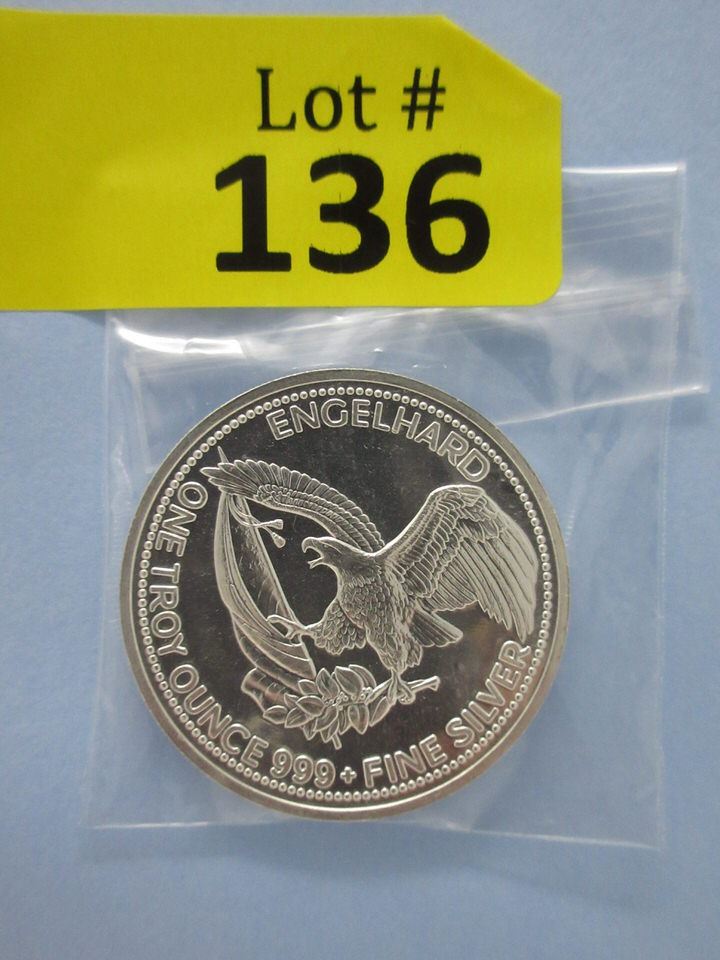 Lot #
136
ENGELHARD
ONE TROY OUNCE 999+ FINE SILVER